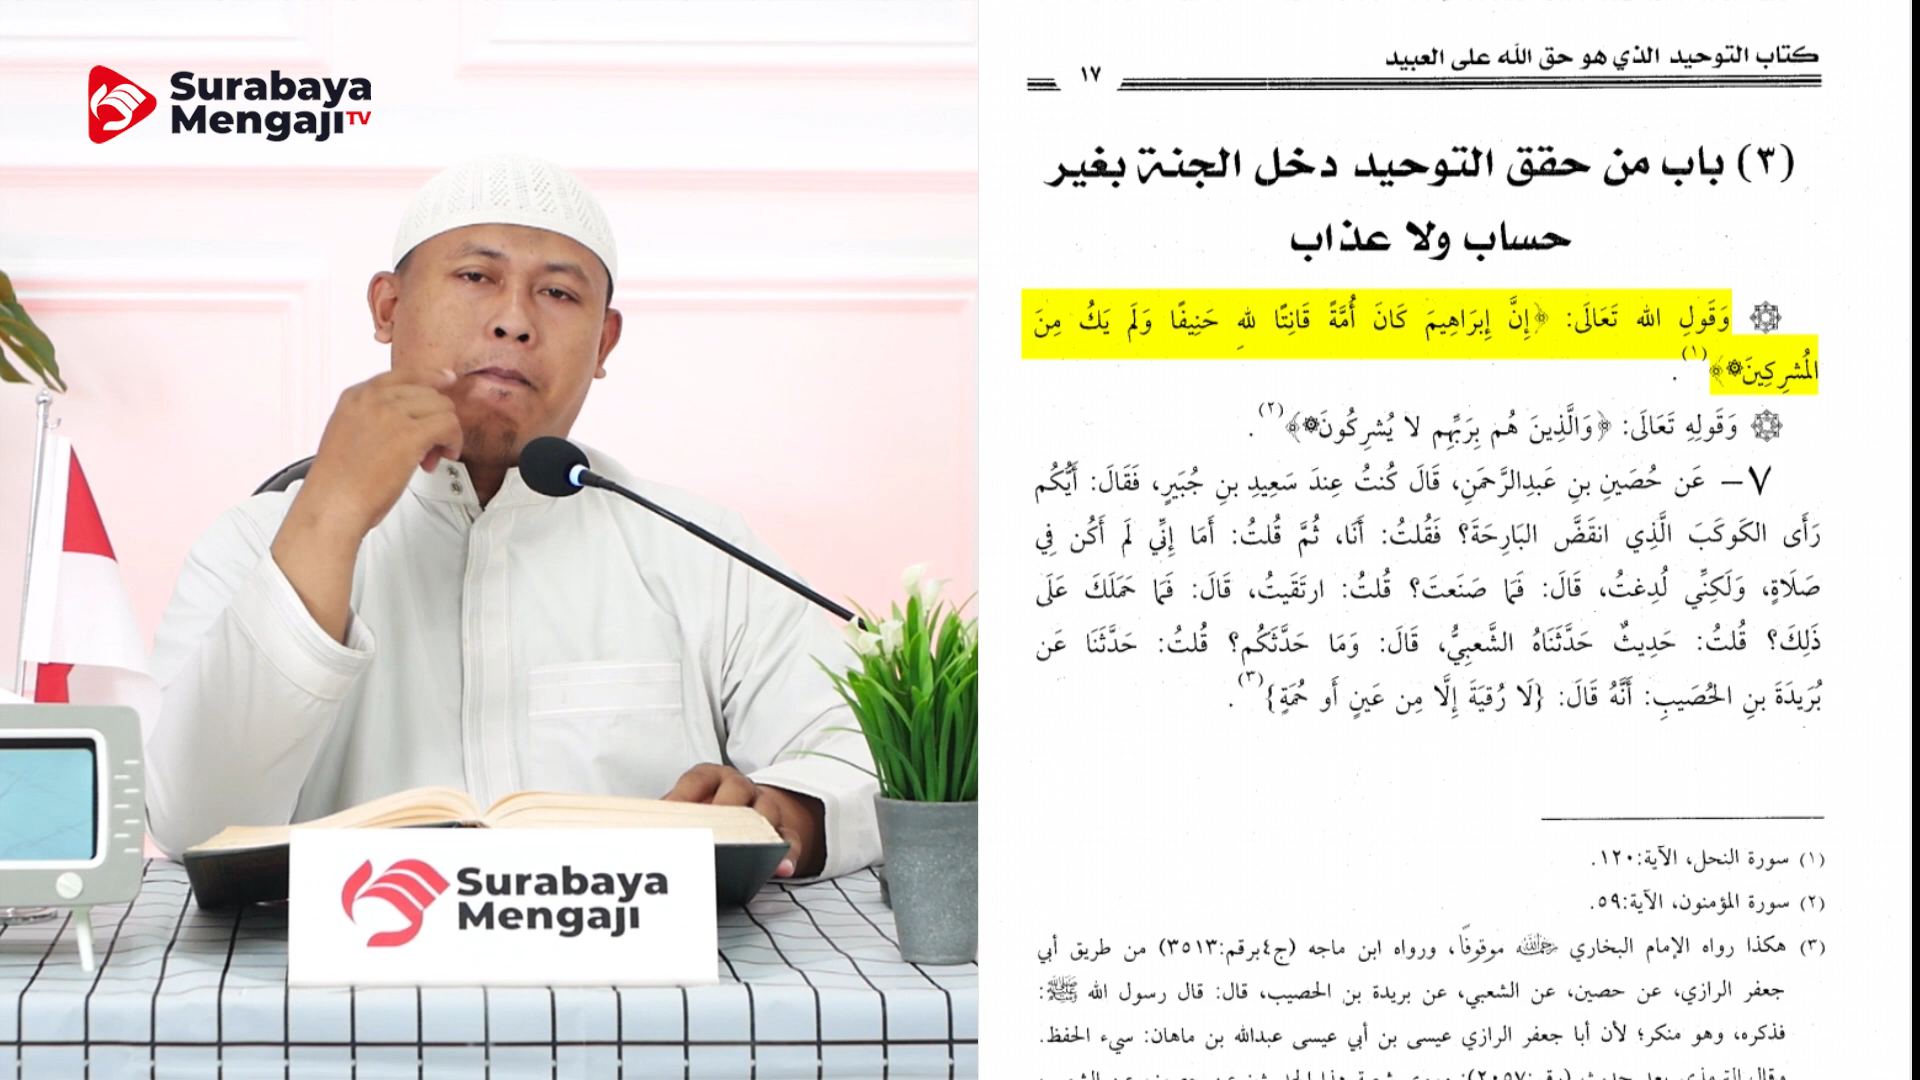 Surabaya
MengajiTV
Surabaya
Mengaji
كتاب التوحيد الذي هو حق الله على العبيد
١٧
(٣) باب من حقق التوحيد دخل الجنة بغير
حساب ولا عذاب
وَقَولِ الله تَعَالَى: ﴿إِنَّ إِبرَاهِيمَ كَانَ أُمَّةً قَانِتًا للهِ حَنِيفًا وَلَم يَكُ مِنَ
المُشرِكِينَ﴾(١).
وَقَولِهِ تَعَالَى: ﴿وَالَّذِينَ هُم بِرَبِّهِم لا يُشرِكُونَ﴾(٢).
٧– عَن حُصَينِ بنِ عَبدِالرَّحمَنِ، قَالَ كُنتُ عِندَ سَعِيدِ بنِ جُبَيرٍ، فَقَالَ: أَيُّكُم
رَأَى الكَوكَبَ الَّذِي انقَضَّ البَارِحَةَ؟ فَقُلتُ: أَنَا، ثُمَّ قُلتُ: أَمَا إِنِّي لَم أَكُن فِي
صَلَاةٍ، وَلَكِنِّي لُدِغتُ، قَالَ: فَمَا صَنَعتَ؟ قُلتُ: ارتَقَيتُ، قَالَ: فَمَا حَمَلَكَ عَلَى
ذَلِكَ؟ قُلتُ: حَدِيثٌ حَدَّثَنَاهُ الشَّعبِيُّ، قَالَ: وَمَا حَدَّثَكُم؟ قُلتُ: حَدَّثَنَا عَن
بُرَيدَةَ بنِ الحُصَيبِ: أَنَّهُ قَالَ: {لَا رُقيَةَ إِلَّا مِن عَينٍ أَو حُمَةٍ}(٣).
(١) سورة النحل، الآية:١٢٠.
(٢) سورة المؤمنون، الآية:٥٩.
(٣) هكذا رواه الإمام البخاري رحمه الله موقوفًا، ورواه ابن ماجه (ج٤برقم:٣٥١٣) من طريق أبي
جعفر الرازي، عن حصين، عن الشعبي، عن بريدة بن الحصيب، قال: قال رسول الله ﷺ:
فذكره، وهو منكر؛ لأن أبا جعفر الرازي عيسى بن أبي عيسى عبدالله بن ماهان: سيء الحفظ.